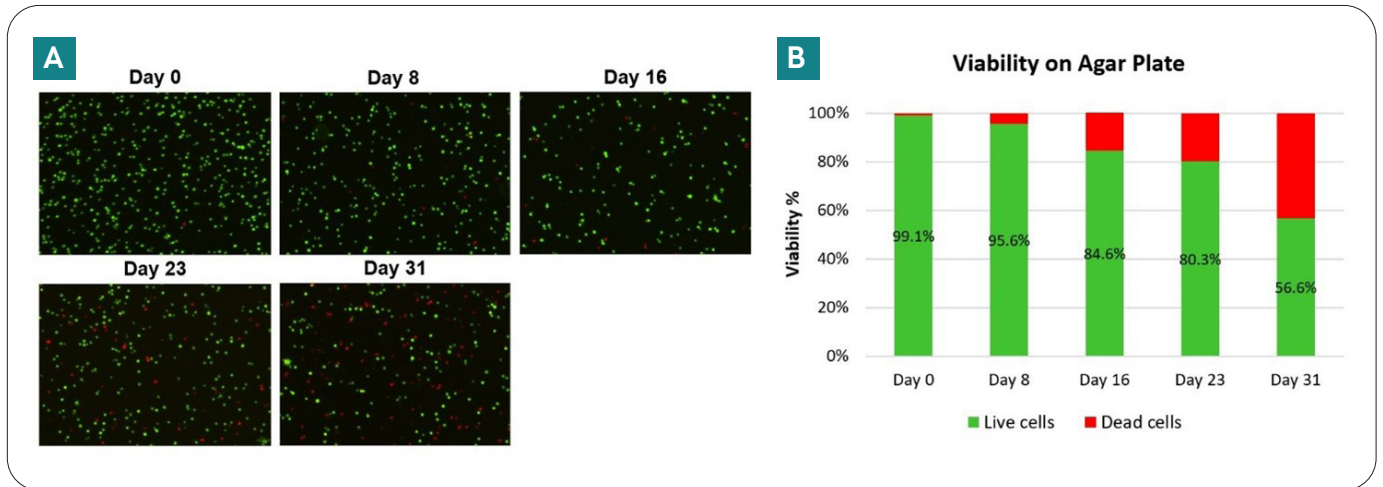 A
Day 0
Day 8
Day 16
Day 23
Day 31
B
Viability on Agar Plate
Viability %
100%
80%
60%
40%
20%
0%
99.1%
95.6%
84.6%
80.3%
56.6%
Day 0
Day 8
Day 16
Day 23
Day 31
Live cells
Dead cells